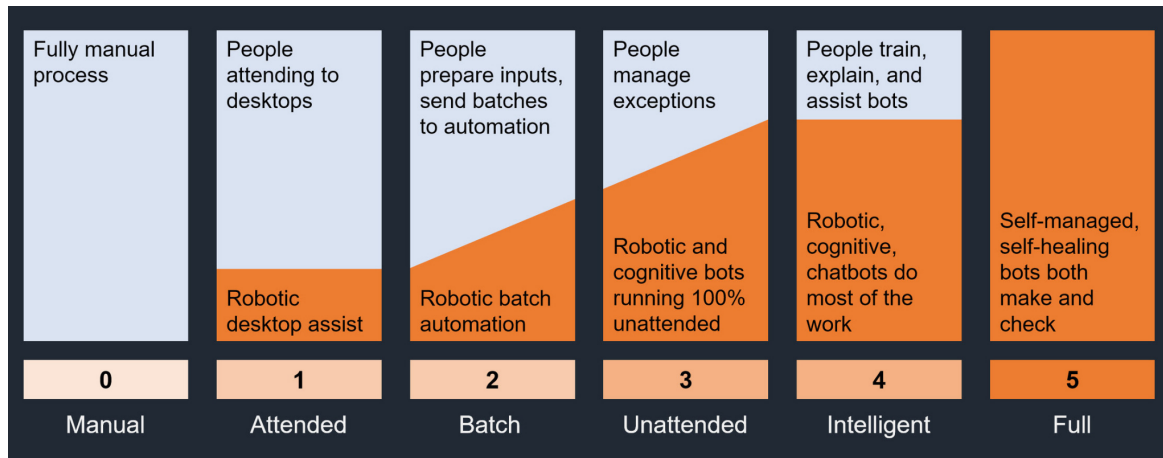 Fully manual
process
People
attending to
desktops
Robotic
desktop assist
People
prepare inputs,
send batches
to automation
Robotic batch
automation
People
manage
exceptions
Robotic and
cognitive bots
running 100%
unattended
People train,
explain, and
assist bots
Robotic,
cognitive,
chatbots do
most of the
work
Self-managed,
self-healing
bots both
make and
check
0
1
2
3
4
5
Manual
Attended
Batch
Unattended
Intelligent
Full